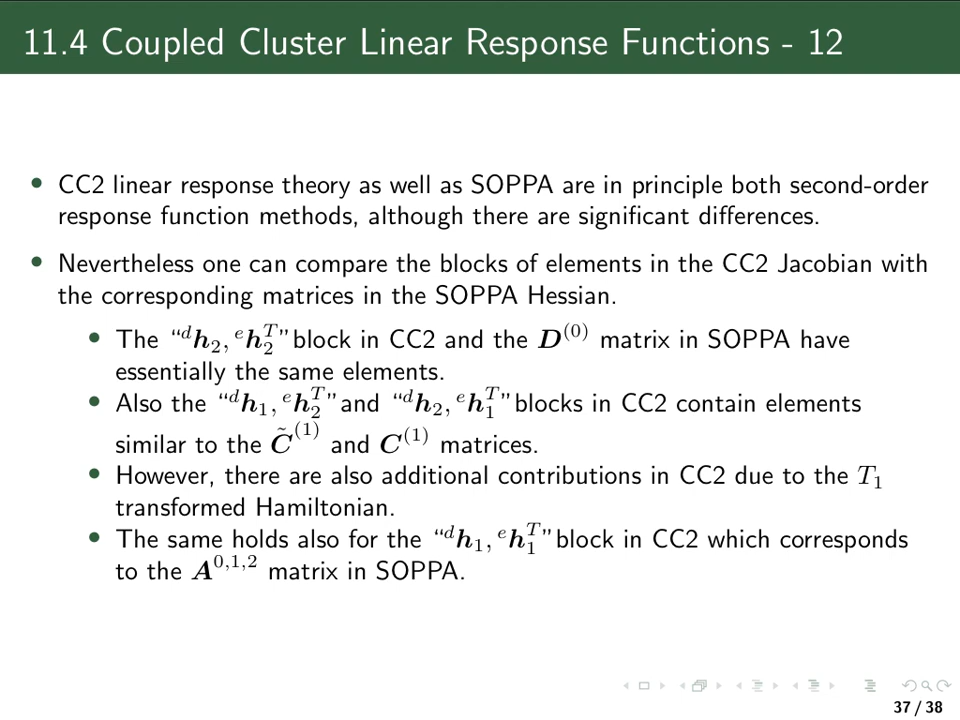 11.4 Coupled Cluster Linear Response Functions - 12
• CC2 linear response theory as well as SOPPA are in principle both second-order
response function methods, although there are significant differences.
• Nevertheless one can compare the blocks of elements in the CC2 Jacobian with
the corresponding matrices in the SOPPA Hessian.
• The “ᵈh₂, ᵉh₂ᵀ” block in CC2 and the D⁽⁰⁾ matrix in SOPPA have
essentially the same elements.
• Also the “ᵈh₁, ᵉh₂ᵀ” and “ᵈh₂, ᵉh₁ᵀ” blocks in CC2 contain elements
similar to the C̃⁽¹⁾ and C⁽¹⁾ matrices.
• However, there are also additional contributions in CC2 due to the T₁
transformed Hamiltonian.
• The same holds also for the “ᵈh₁, ᵉh₁ᵀ” block in CC2 which corresponds
to the A⁰,¹,² matrix in SOPPA.
37 / 38